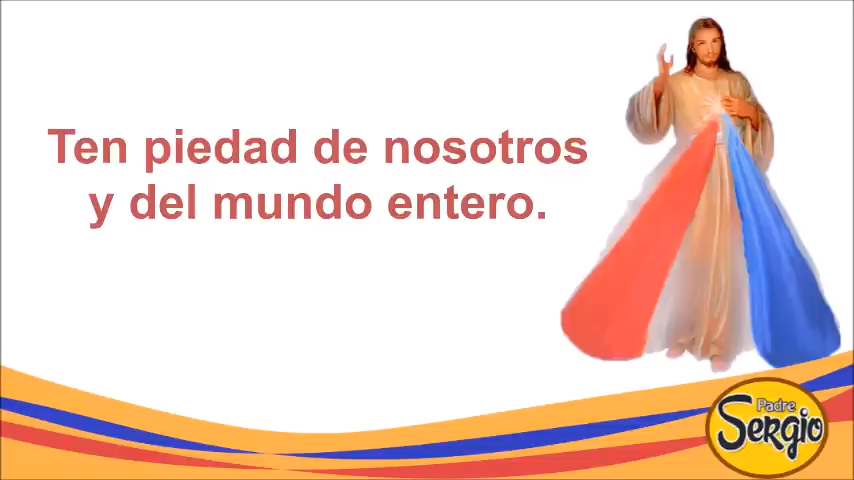 Ten piedad de nosotros
y del mundo entero.
Padre
Sergio